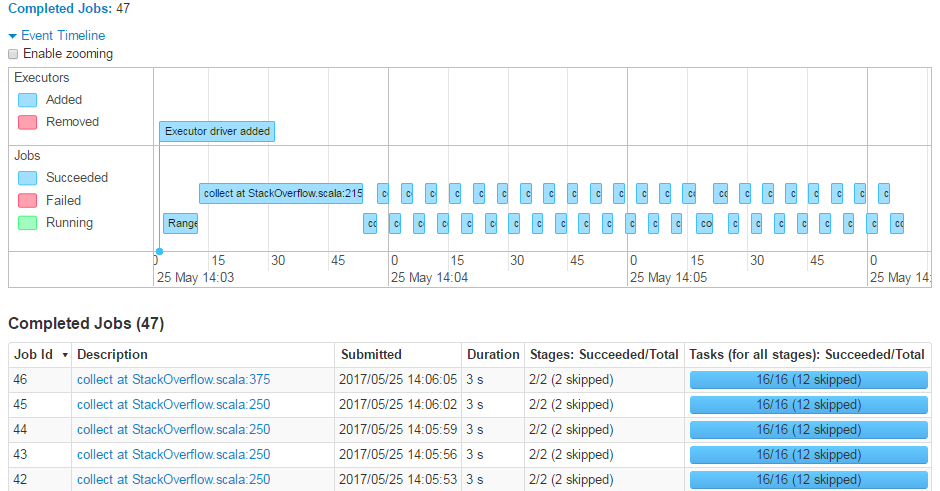 Completed Jobs: 47
Event Timeline
Enable zooming
Executors
Added
Removed
Executor driver added
Jobs
Succeeded
Failed
Running
collect at StackOverflow.scala:215
c c c c c c c c c c c c c co co c c c c c c
Range
co c c c c c c c c c c c c c co c c c c c c co
0 15 30 45 0 15 30 45 0 15 30 45 0
25 May 14:03 25 May 14:04 25 May 14:05 25 May 14:
Completed Jobs (47)
Job Id Description Submitted Duration Stages: Succeeded/Total Tasks (for all stages): Succeeded/Total
46 collect at StackOverflow.scala:375 2017/05/25 14:06:05 3 s 2/2 (2 skipped) 16/16 (12 skipped)
45 collect at StackOverflow.scala:250 2017/05/25 14:06:02 3 s 2/2 (2 skipped) 16/16 (12 skipped)
44 collect at StackOverflow.scala:250 2017/05/25 14:05:59 3 s 2/2 (2 skipped) 16/16 (12 skipped)
43 collect at StackOverflow.scala:250 2017/05/25 14:05:56 3 s 2/2 (2 skipped) 16/16 (12 skipped)
42 collect at StackOverflow.scala:250 2017/05/25 14:05:53 3 s 2/2 (2 skipped) 16/16 (12 skipped)